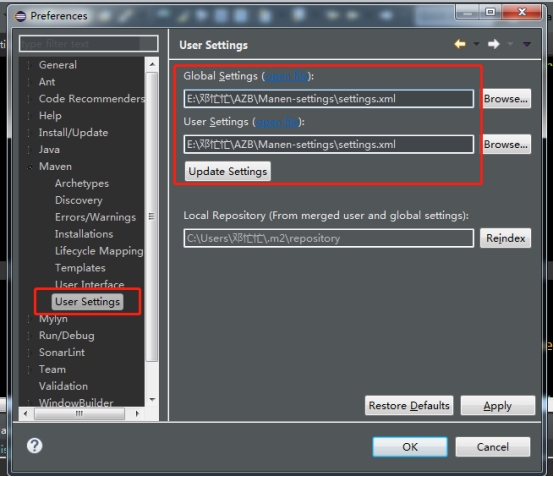 Preferences
type filter text
User Settings
General
Ant
Code Recommenders
Help
Install/Update
Java
Maven
Archetypes
Discovery
Errors/Warnings
Installations
Lifecycle Mapping
Templates
User Interface
User Settings
Mylyn
Run/Debug
SonarLint
Team
Validation
WindowBuilder
Global Settings (open file):
E:\邓忙忙\AZB\Manen-settings\settings.xml
Browse...
User Settings (open file):
E:\邓忙忙\AZB\Manen-settings\settings.xml
Browse...
Update Settings
Local Repository (From merged user and global settings):
C:\Users\邓忙忙\.m2\repository
Reindex
Restore Defaults
Apply
OK
Cancel